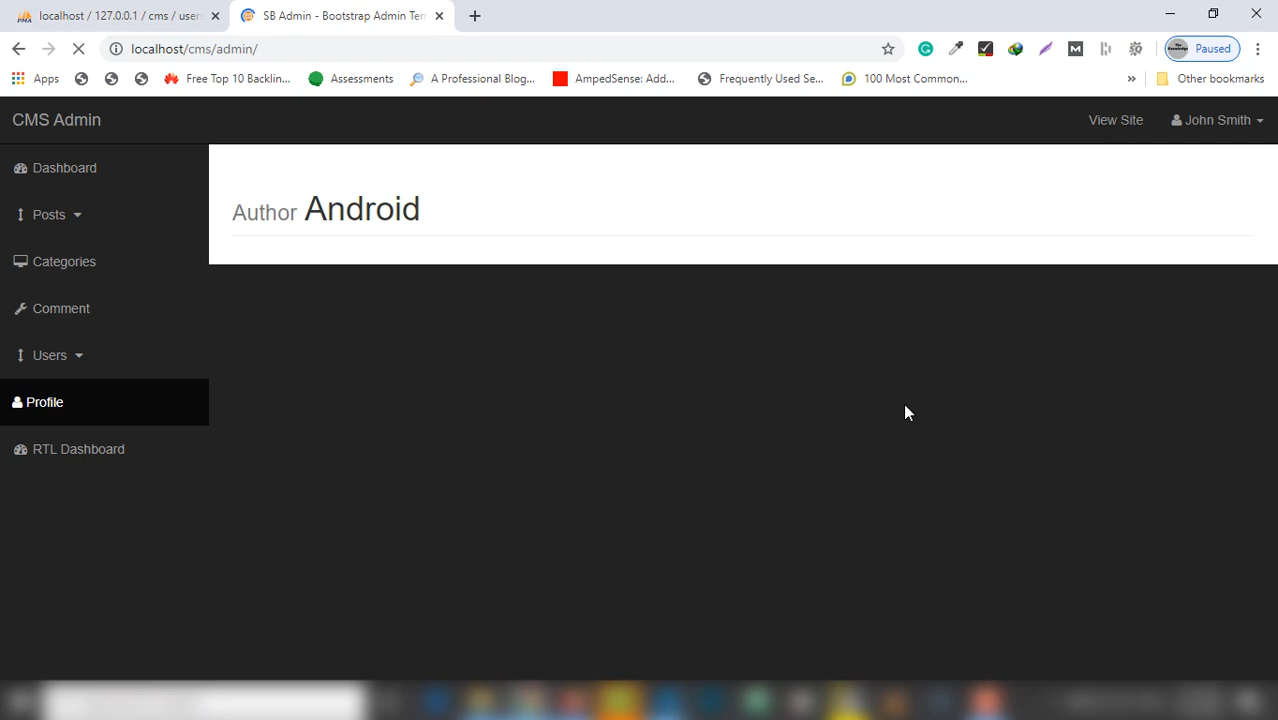 localhost / 127.0.0.1 / cms / users
SB Admin - Bootstrap Admin Tem
localhost/cms/admin/
Paused
Apps
Free Top 10 Backlin...
Assessments
A Professional Blog...
AmpedSense: Add...
Frequently Used Se...
100 Most Common...
»
Other bookmarks
CMS Admin
View Site
John Smith
Dashboard
Posts
Categories
Comment
Users
Profile
RTL Dashboard
Author Android